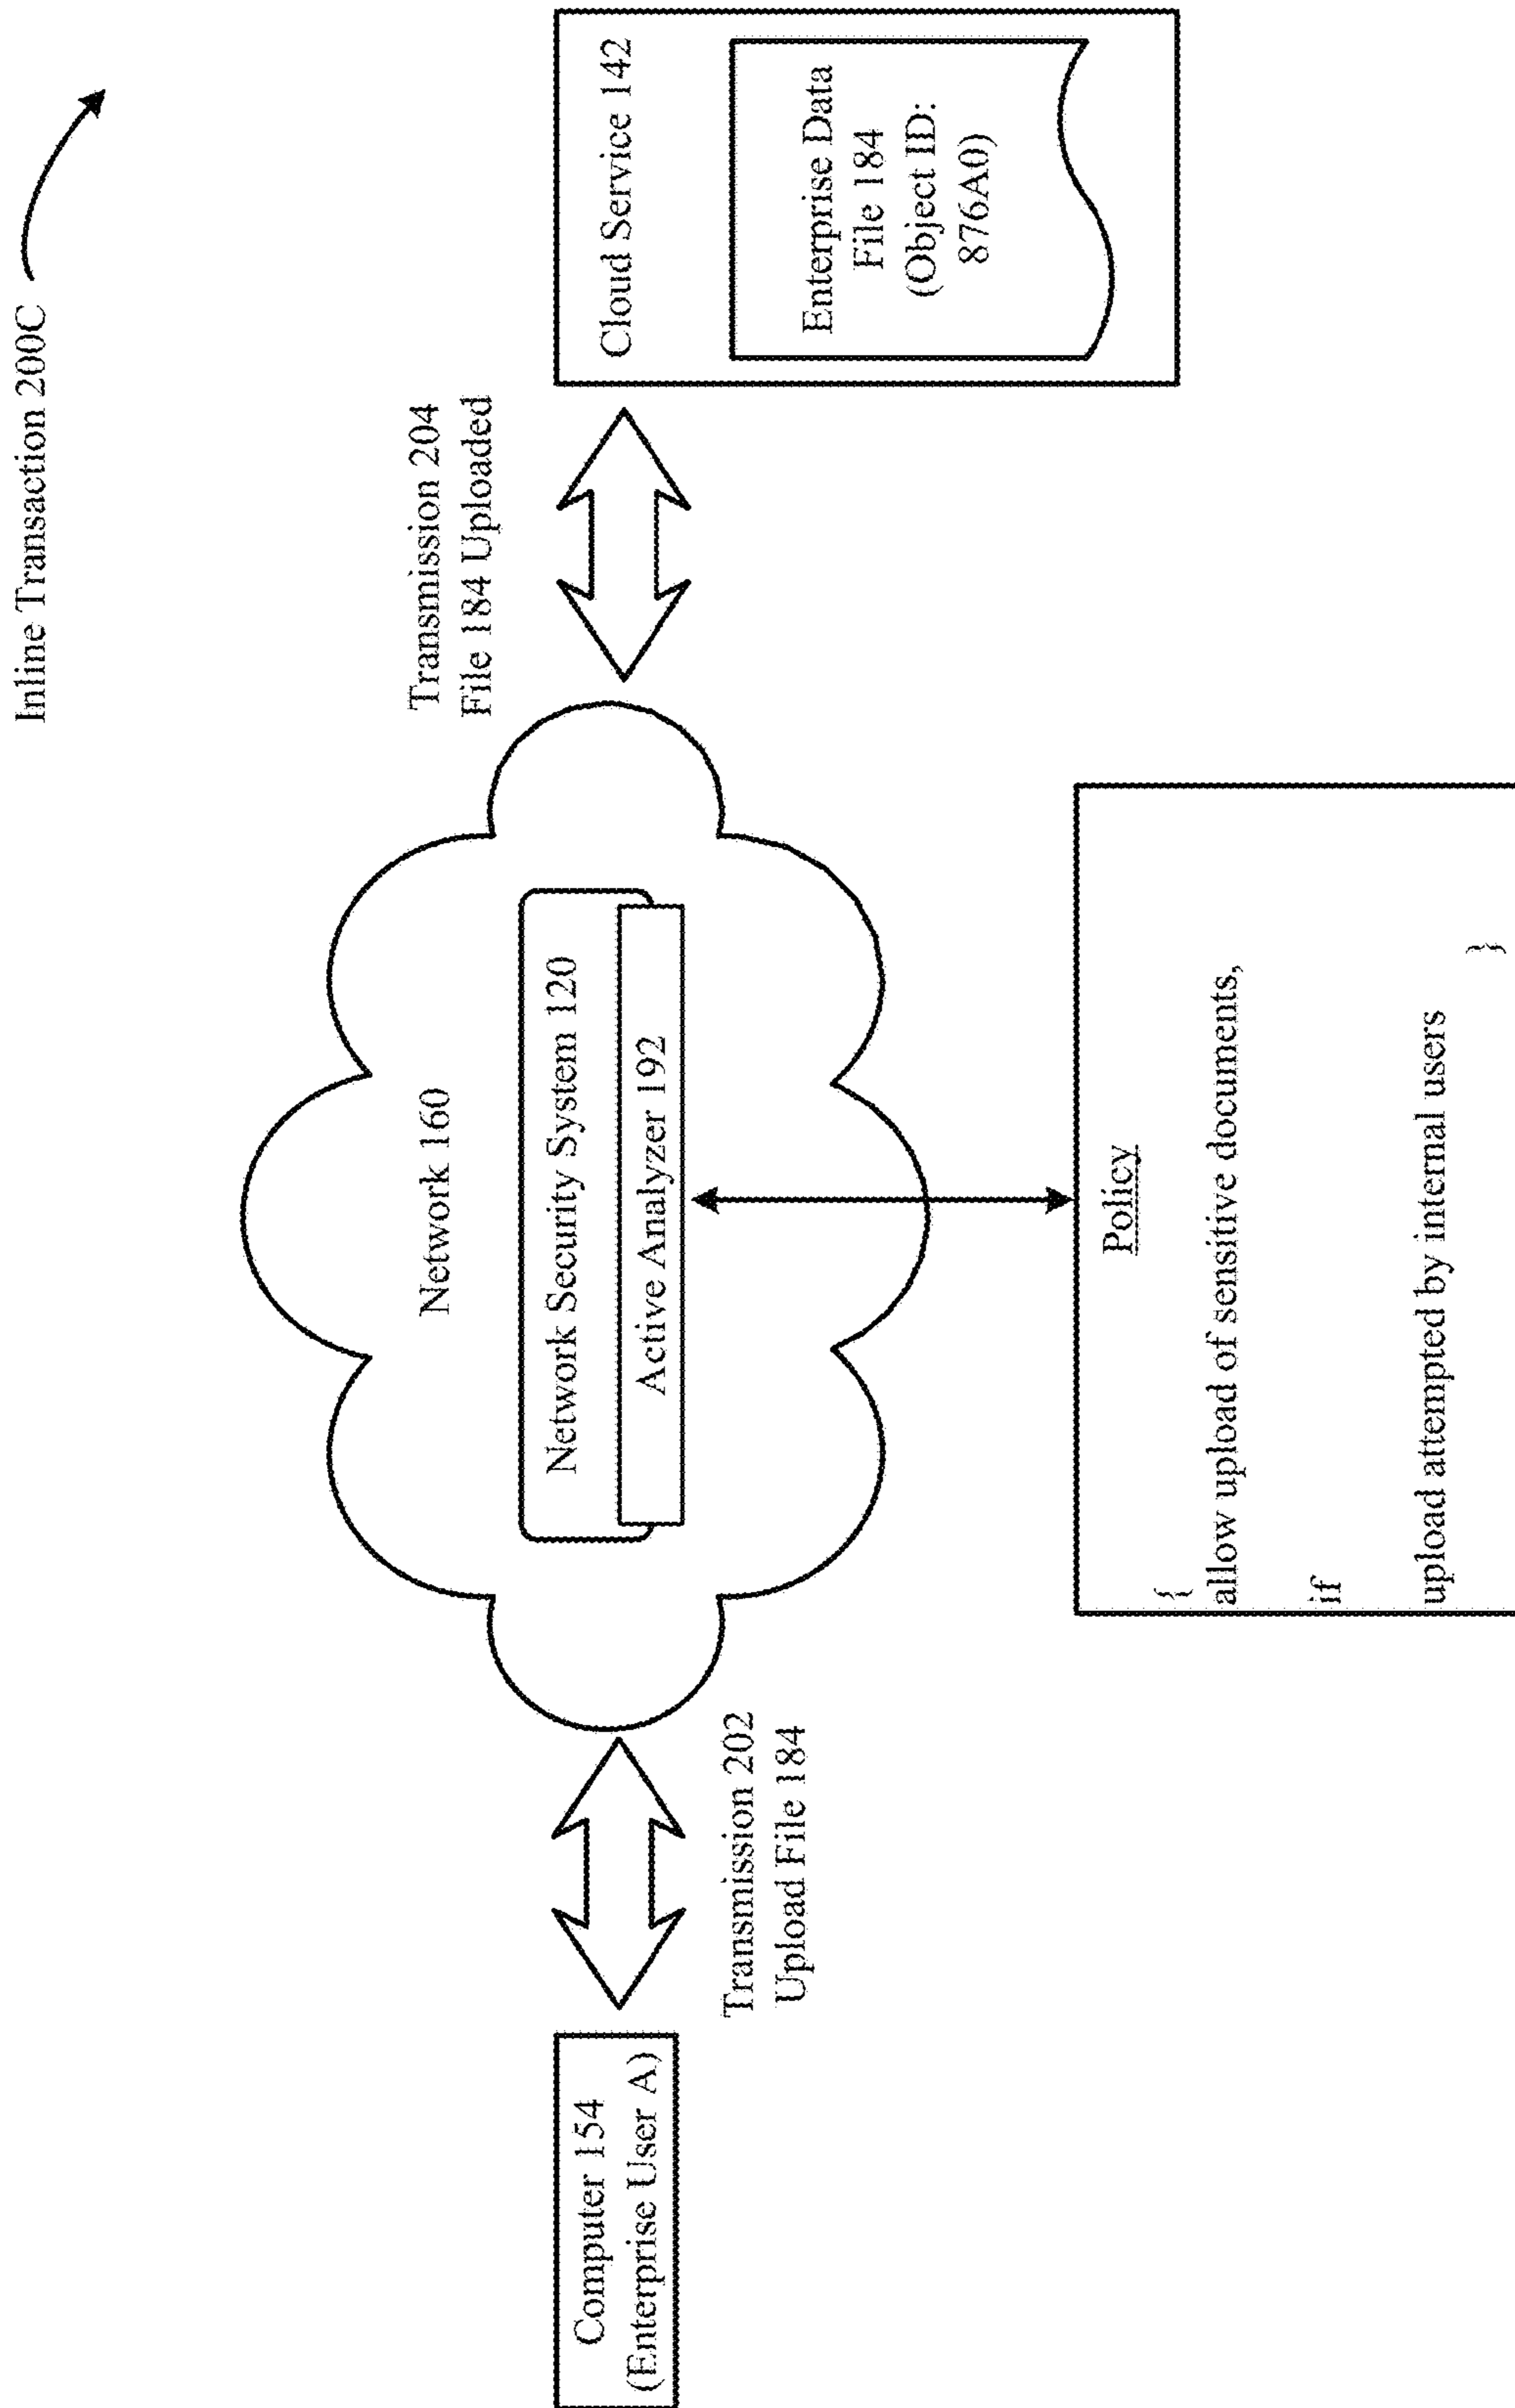 Inline Transaction 200C
Computer 154
(Enterprise User A)
Transmission 202
Upload File 184
Network 160
Network Security System 120
Active Analyzer 192
Transmission 204
File 184 Uploaded
Cloud Service 142
Enterprise Data
File 184
(Object ID:
876A0)
Policy
{
allow upload of sensitive documents,
if
upload attempted by internal users
}